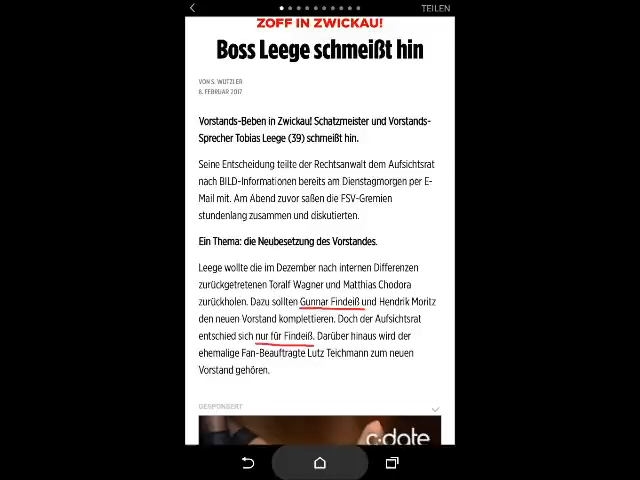 TEILEN
ZOFF IN ZWICKAU!
Boss Leege schmeißt hin
VON S. WUTZLER
8. FEBRUAR 2017
Vorstands-Beben in Zwickau! Schatzmeister und Vorstands-
Sprecher Tobias Leege (39) schmeißt hin.
Seine Entscheidung teilte der Rechtsanwalt dem Aufsichtsrat
nach BILD-Informationen bereits am Dienstagmorgen per E-
Mail mit. Am Abend zuvor saßen die FSV-Gremien
stundenlang zusammen und diskutierten.
Ein Thema: die Neubesetzung des Vorstandes.
Leege wollte die im Dezember nach internen Differenzen
zurückgetretenen Toralf Wagner und Matthias Chodora
zurückholen. Dazu sollten Gunnar Findeiß und Hendrik Moritz
den neuen Vorstand komplettieren. Doch der Aufsichtsrat
entschied sich nur für Findeiß. Darüber hinaus wird der
ehemalige Fan-Beauftragte Lutz Teichmann zum neuen
Vorstand gehören.
GESPONSERT
c-date